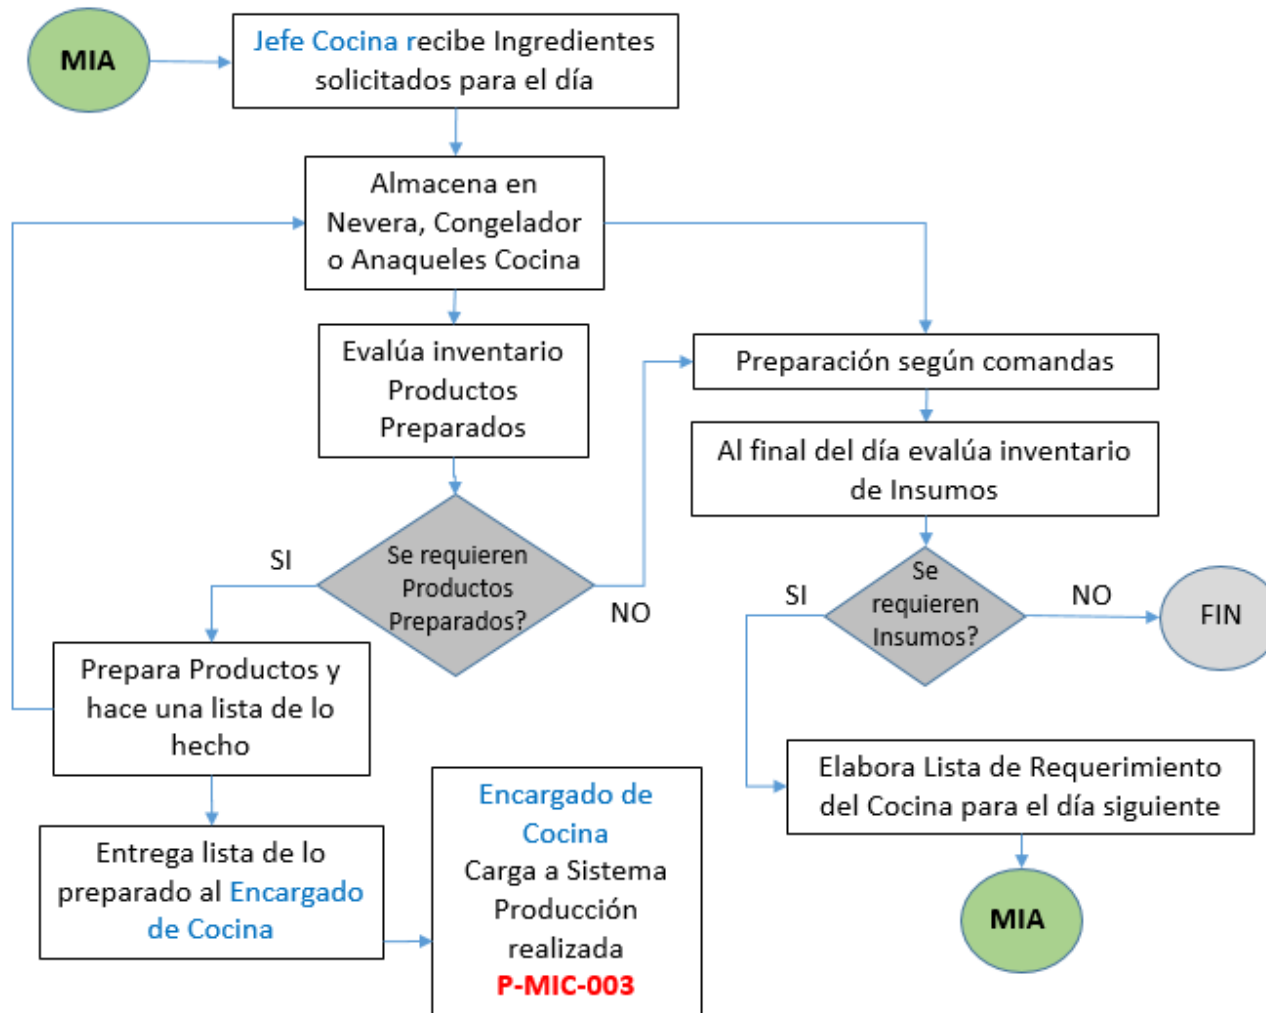 MIA
Jefe Cocina recibe Ingredientes
solicitados para el día
Almacena en
Nevera, Congelador
o Anaqueles Cocina
Evalúa inventario
Productos
Preparados
Preparación según comandas
Al final del día evalúa inventario
de Insumos
SI
Se requieren
Productos
Preparados?
NO
SI
Se
requieren
Insumos?
NO
FIN
Prepara Productos y
hace una lista de lo
hecho
Entrega lista de lo
preparado al Encargado
de Cocina
Encargado de
Cocina
Carga a Sistema
Producción
realizada
P-MIC-003
Elabora Lista de Requerimiento
del Cocina para el día siguiente
MIA